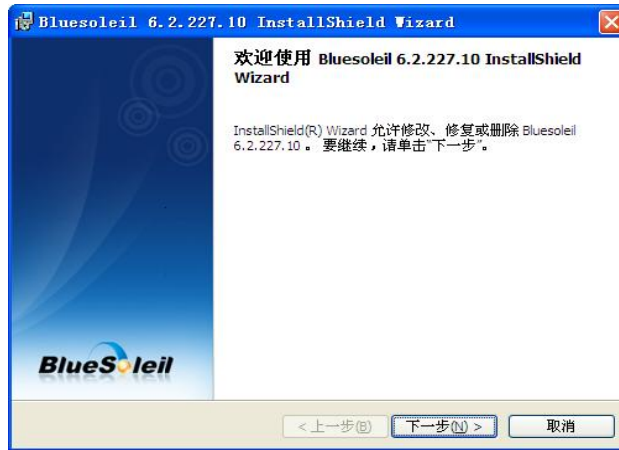 Bluesoleil 6.2.227.10 InstallShield Wizard
欢迎使用 Bluesoleil 6.2.227.10 InstallShield
Wizard
InstallShield(R) Wizard 允许修改、修复或删除 Bluesoleil
6.2.227.10 。 要继续，请单击“下一步”。
BlueSoleil
< 上一步(B) 下一步(N) > 取消